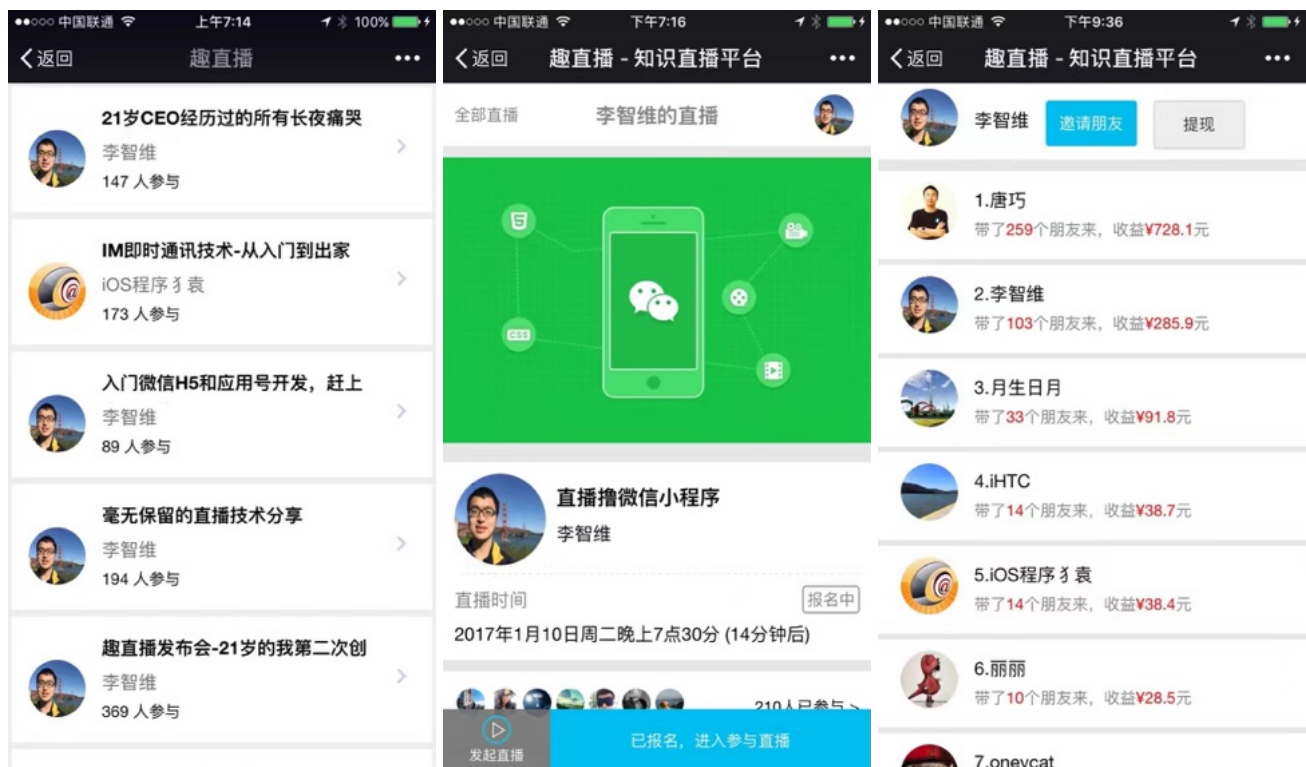 中国联通 上午7:14 100%
返回 趣直播
21岁CEO经历过的所有长夜痛哭
李智维
147 人参与
IM即时通讯技术-从入门到出家
iOS程序犭袁
173 人参与
入门微信H5和应用号开发，赶上
李智维
89 人参与
毫无保留的直播技术分享
李智维
194 人参与
趣直播发布会-21岁的我第二次创
李智维
369 人参与
中国联通 下午7:16
返回 趣直播 - 知识直播平台
全部直播 李智维的直播
5
CSS
直播撸微信小程序
李智维
直播时间 报名中
2017年1月10日周二晚上7点30分 (14分钟后)
210人已参与 >
发起直播 已报名，进入参与直播
中国联通 下午9:36
返回 趣直播 - 知识直播平台
李智维 邀请朋友 提现
1.唐巧
带了259个朋友来，收益¥728.1元
2.李智维
带了103个朋友来，收益¥285.9元
3.月生日月
带了33个朋友来，收益¥91.8元
4.iHTC
带了14个朋友来，收益¥38.7元
5.iOS程序犭袁
带了14个朋友来，收益¥38.4元
6.丽丽
带了10个朋友来，收益¥28.5元
7.onevcat